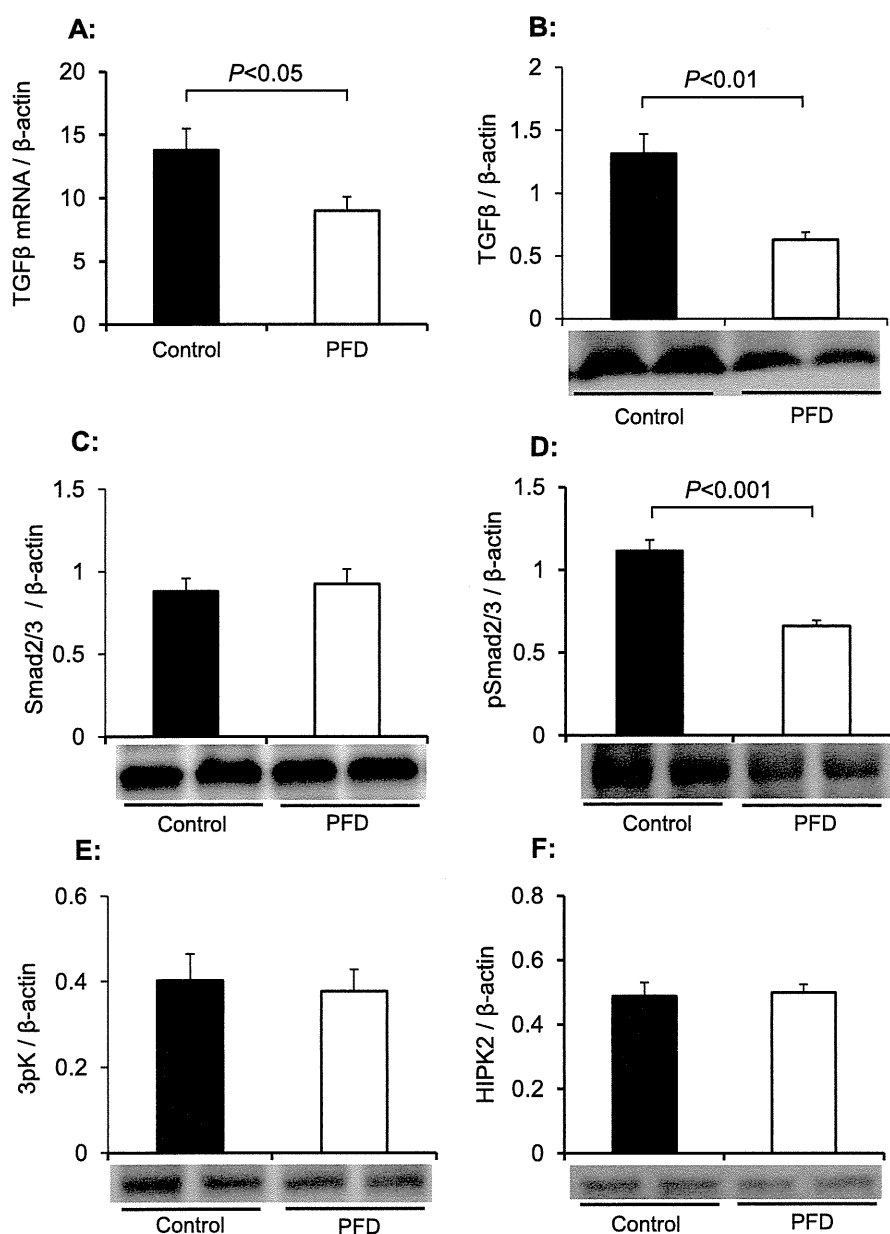 A:
P<0.05
20
15
10
5
0
TGFβ mRNA / β-actin
Control PFD
B:
P<0.01
2
1.5
1
0.5
0
TGFβ / β-actin
Control PFD
C:
1.5
1
0.5
0
Smad2/3 / β-actin
Control PFD
D:
P<0.001
1.5
1
0.5
0
pSmad2/3 / β-actin
Control PFD
E:
0.6
0.4
0.2
0
3pK / β-actin
Control PFD
F:
0.8
0.6
0.4
0.2
0
HIPK2 / β-actin
Control PFD